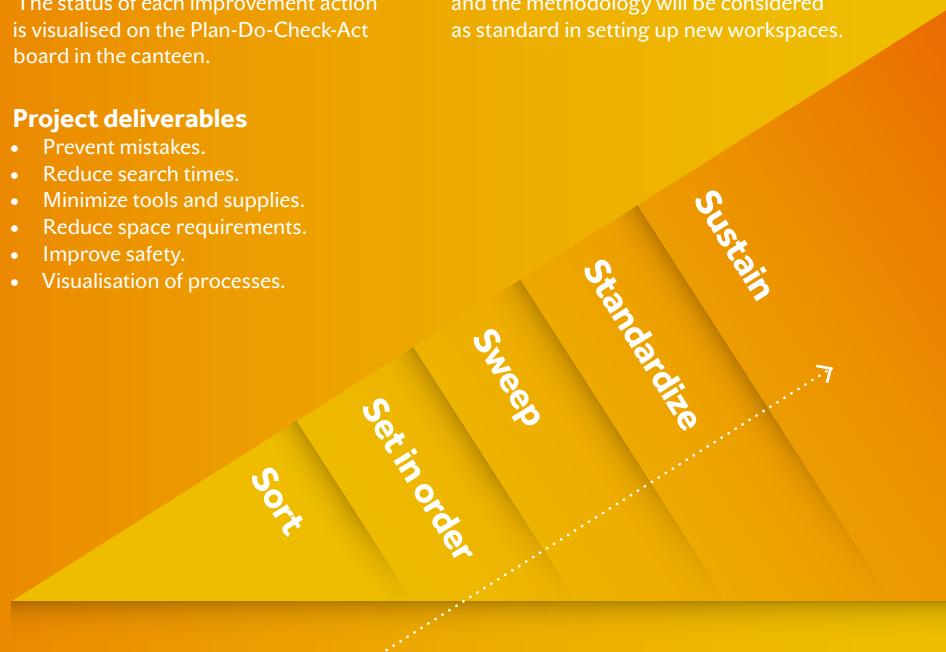 The status of each improvement action
is visualised on the Plan-Do-Check-Act
board in the canteen.
and the methodology will be considered
as standard in setting up new workspaces.
Project deliverables
• Prevent mistakes.
• Reduce search times.
• Minimize tools and supplies.
• Reduce space requirements.
• Improve safety.
• Visualisation of processes.
Sort
Set in order
Sweep
Standardize
Sustain